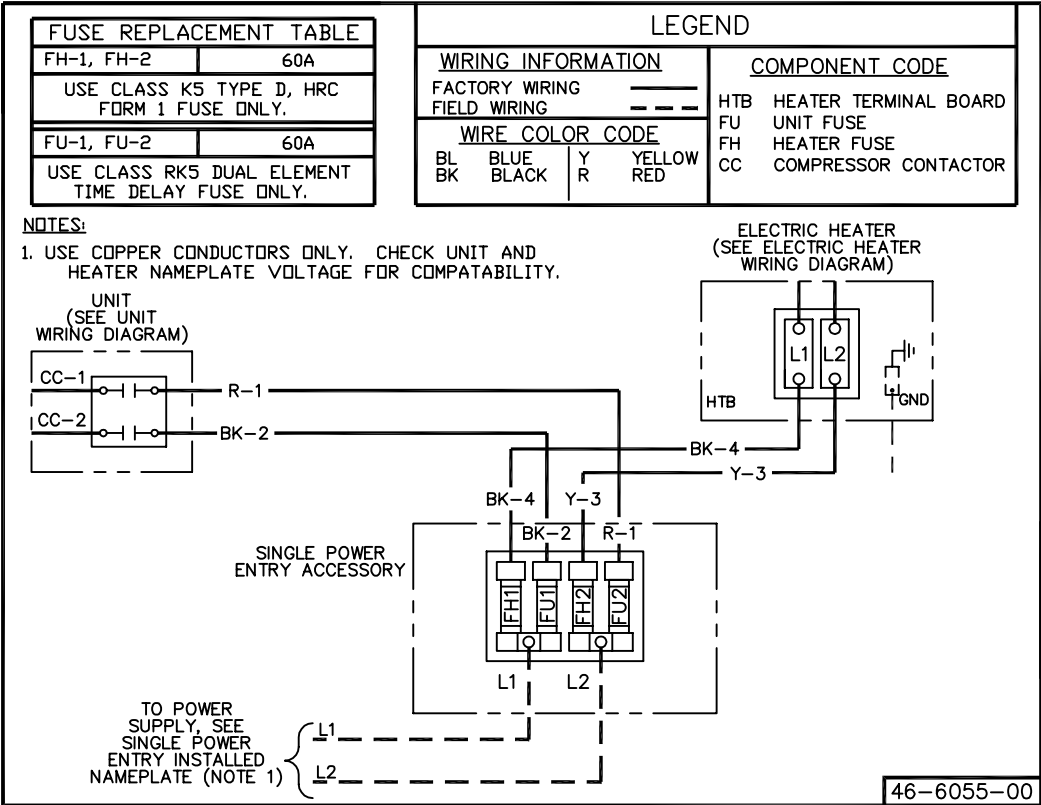 FUSE REPLACEMENT TABLE
FH-1, FH-2 60A
USE CLASS K5 TYPE D, HRC
FORM 1 FUSE ONLY.
FU-1, FU-2 60A
USE CLASS RK5 DUAL ELEMENT
TIME DELAY FUSE ONLY.
LEGEND
WIRING INFORMATION
FACTORY WIRING
FIELD WIRING
WIRE COLOR CODE
BL BLUE Y YELLOW
BK BLACK R RED
COMPONENT CODE
HTB HEATER TERMINAL BOARD
FU UNIT FUSE
FH HEATER FUSE
CC COMPRESSOR CONTACTOR
NOTES:
1. USE COPPER CONDUCTORS ONLY. CHECK UNIT AND
HEATER NAMEPLATE VOLTAGE FOR COMPATABILITY.
UNIT
(SEE UNIT
WIRING DIAGRAM)
CC-1
R-1
CC-2
BK-2
ELECTRIC HEATER
(SEE ELECTRIC HEATER
WIRING DIAGRAM)
L1 L2
HTB
GND
BK-4
Y-3
BK-4 Y-3
BK-2 R-1
SINGLE POWER
ENTRY ACCESSORY
FH1 FU1 FH2 FU2
L1 L2
TO POWER
SUPPLY, SEE
SINGLE POWER
ENTRY INSTALLED
NAMEPLATE (NOTE 1)
L1
L2
46-6055-00